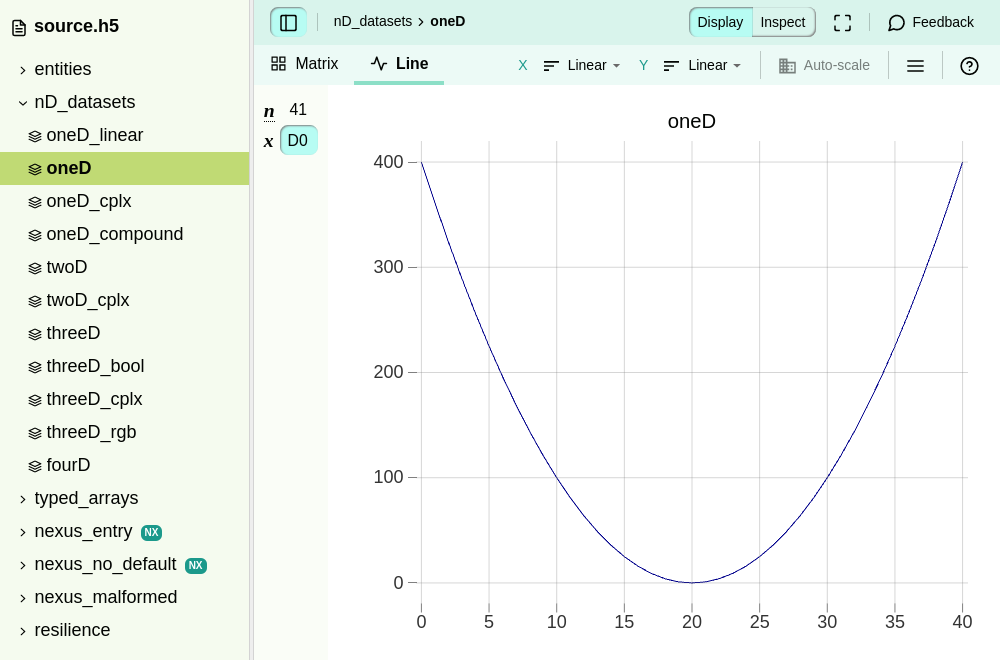 source.h5
entities
nD_datasets
oneD_linear
oneD
oneD_cplx
oneD_compound
twoD
twoD_cplx
threeD
threeD_bool
threeD_cplx
threeD_rgb
fourD
typed_arrays
nexus_entry NX
nexus_no_default NX
nexus_malformed
resilience
nD_datasets oneD Display Inspect Feedback
Matrix Line X Linear Y Linear Auto-scale
n 41
x D0
oneD
400
300
200
100
0
0 5 10 15 20 25 30 35 40